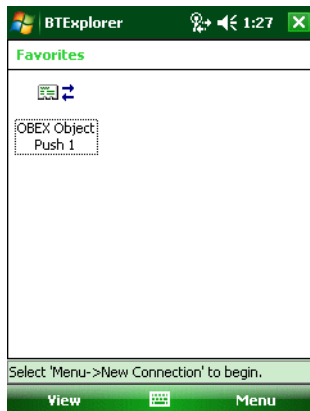 BTExplorer 1:27
Favorites
OBEX Object
Push 1
Select 'Menu->New Connection' to begin.
View Menu